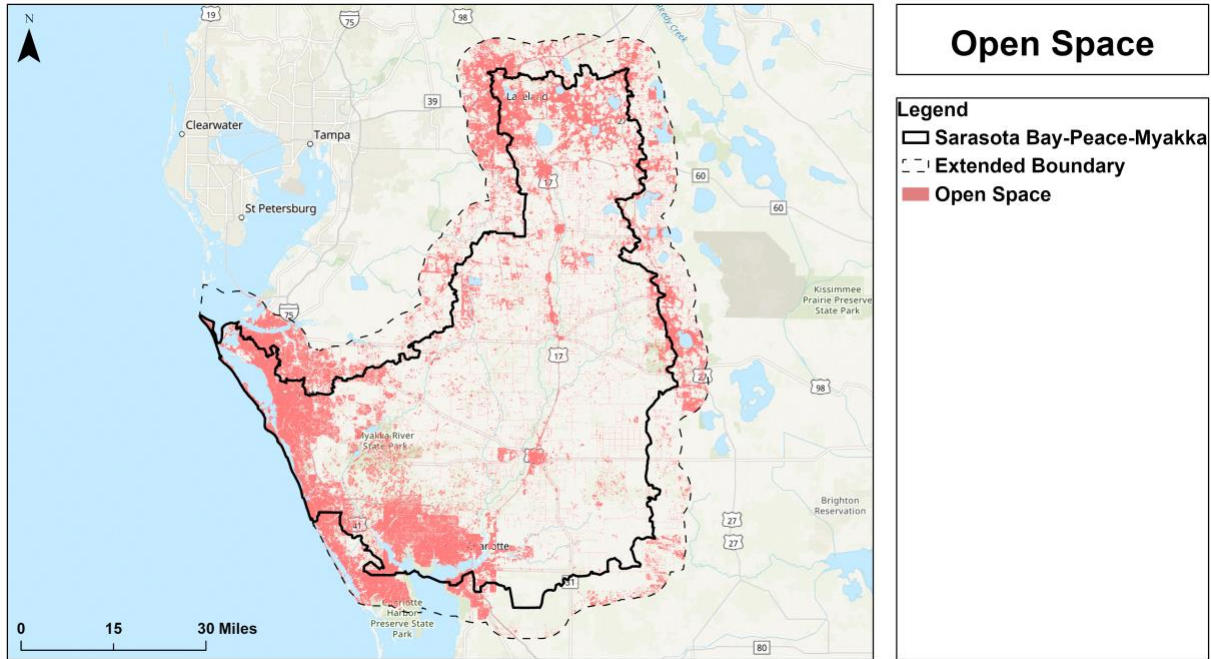 N
19
75
98
39
Clearwater
Tampa
Lakeland
27
17
60
60
St Petersburg
Kissimmee
Prairie Preserve
State Park
75
17
27
98
Myakka River
State Park
Brighton
Reservation
41
27
27
31
Harbor
Preserve State
Park
80
0 15 30 Miles
Open Space
Legend
Sarasota Bay-Peace-Myakka
Extended Boundary
Open Space